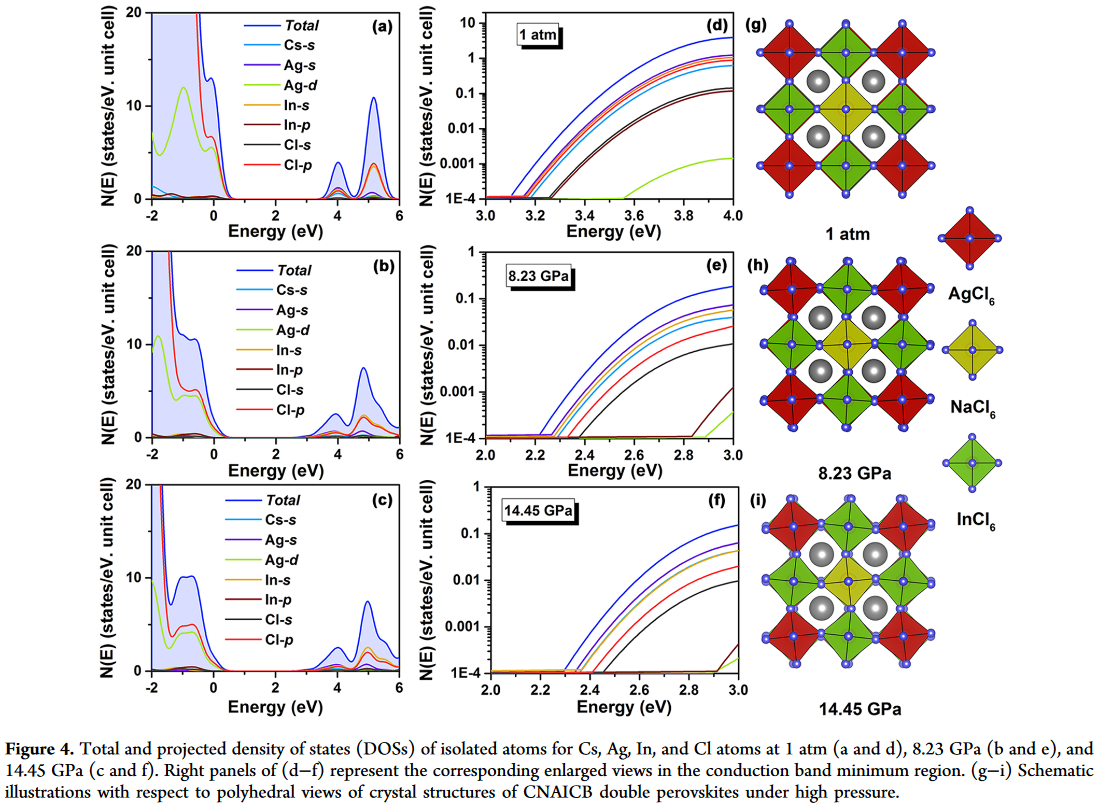 (a)
20
10
0
-2
0
2
4
6
N(E) (states/eV. unit cell)
Energy (eV)
Total
Cs-s
Ag-s
Ag-d
In-s
In-p
Cl-s
Cl-p
(d)
1 atm
10
1
0.1
0.01
0.001
1E-4
3.0
3.2
3.4
3.6
3.8
4.0
N(E) (states/eV. unit cell)
Energy (eV)
(g)
1 atm
(b)
20
10
0
-2
0
2
4
6
N(E) (states/eV. unit cell)
Energy (eV)
Total
Cs-s
Ag-s
Ag-d
In-s
In-p
Cl-s
Cl-p
(e)
8.23 GPa
1
0.1
0.01
0.001
1E-4
2.0
2.2
2.4
2.6
2.8
3.0
N(E) (states/eV. unit cell)
Energy (eV)
(h)
8.23 GPa
AgCl6
NaCl6
InCl6
(c)
20
10
0
-2
0
2
4
6
N(E) (states/eV. unit cell)
Energy (eV)
Total
Cs-s
Ag-s
Ag-d
In-s
In-p
Cl-s
Cl-p
(f)
14.45 GPa
1
0.1
0.01
0.001
1E-4
2.0
2.2
2.4
2.6
2.8
3.0
N(E) (states/eV. unit cell)
Energy (eV)
(i)
14.45 GPa
Figure 4. Total and projected density of states (DOSs) of isolated atoms for Cs, Ag, In, and Cl atoms at 1 atm (a and d), 8.23 GPa (b and e), and
14.45 GPa (c and f). Right panels of (d−f) represent the corresponding enlarged views in the conduction band minimum region. (g−i) Schematic
illustrations with respect to polyhedral views of crystal structures of CNAICB double perovskites under high pressure.